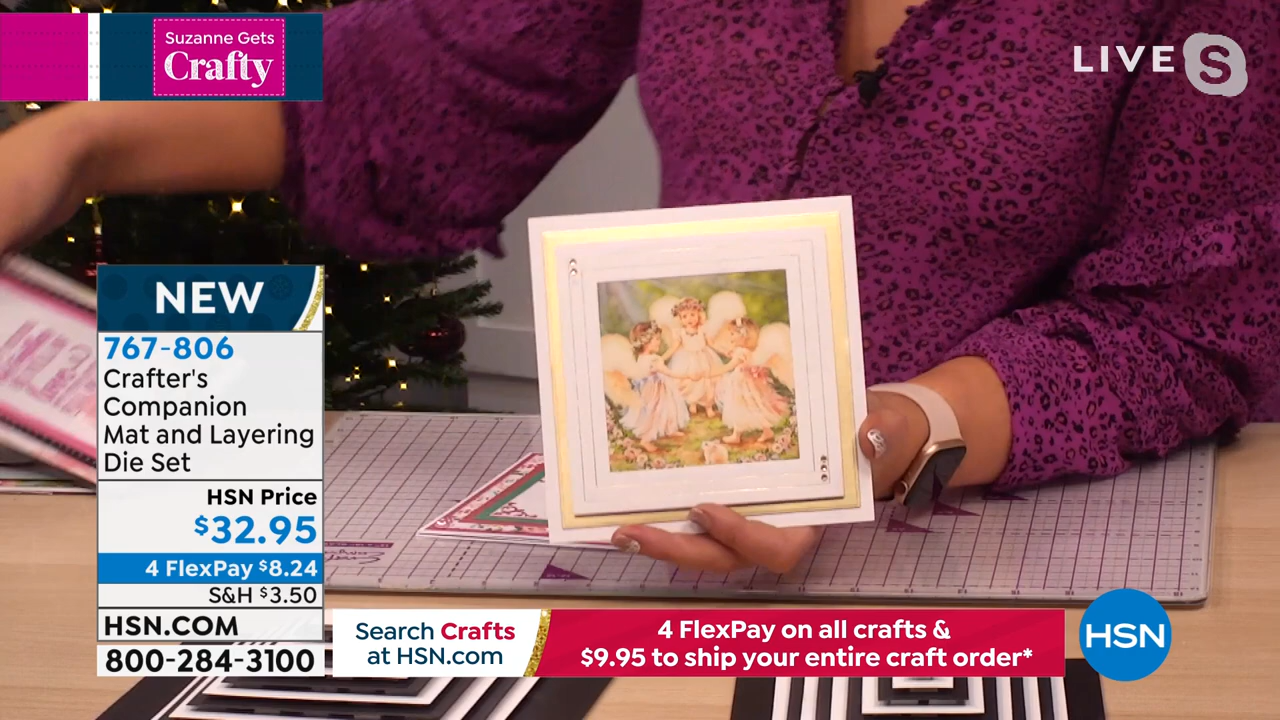 Suzanne Gets
Crafty
LIVE S
NEW
767-806
Crafter's
Companion
Mat and Layering
Die Set
HSN Price
$32.95
4 FlexPay $8.24
S&H $3.50
HSN.COM
800-284-3100
Search Crafts
at HSN.com
4 FlexPay on all crafts &
$9.95 to ship your entire craft order*
HSN